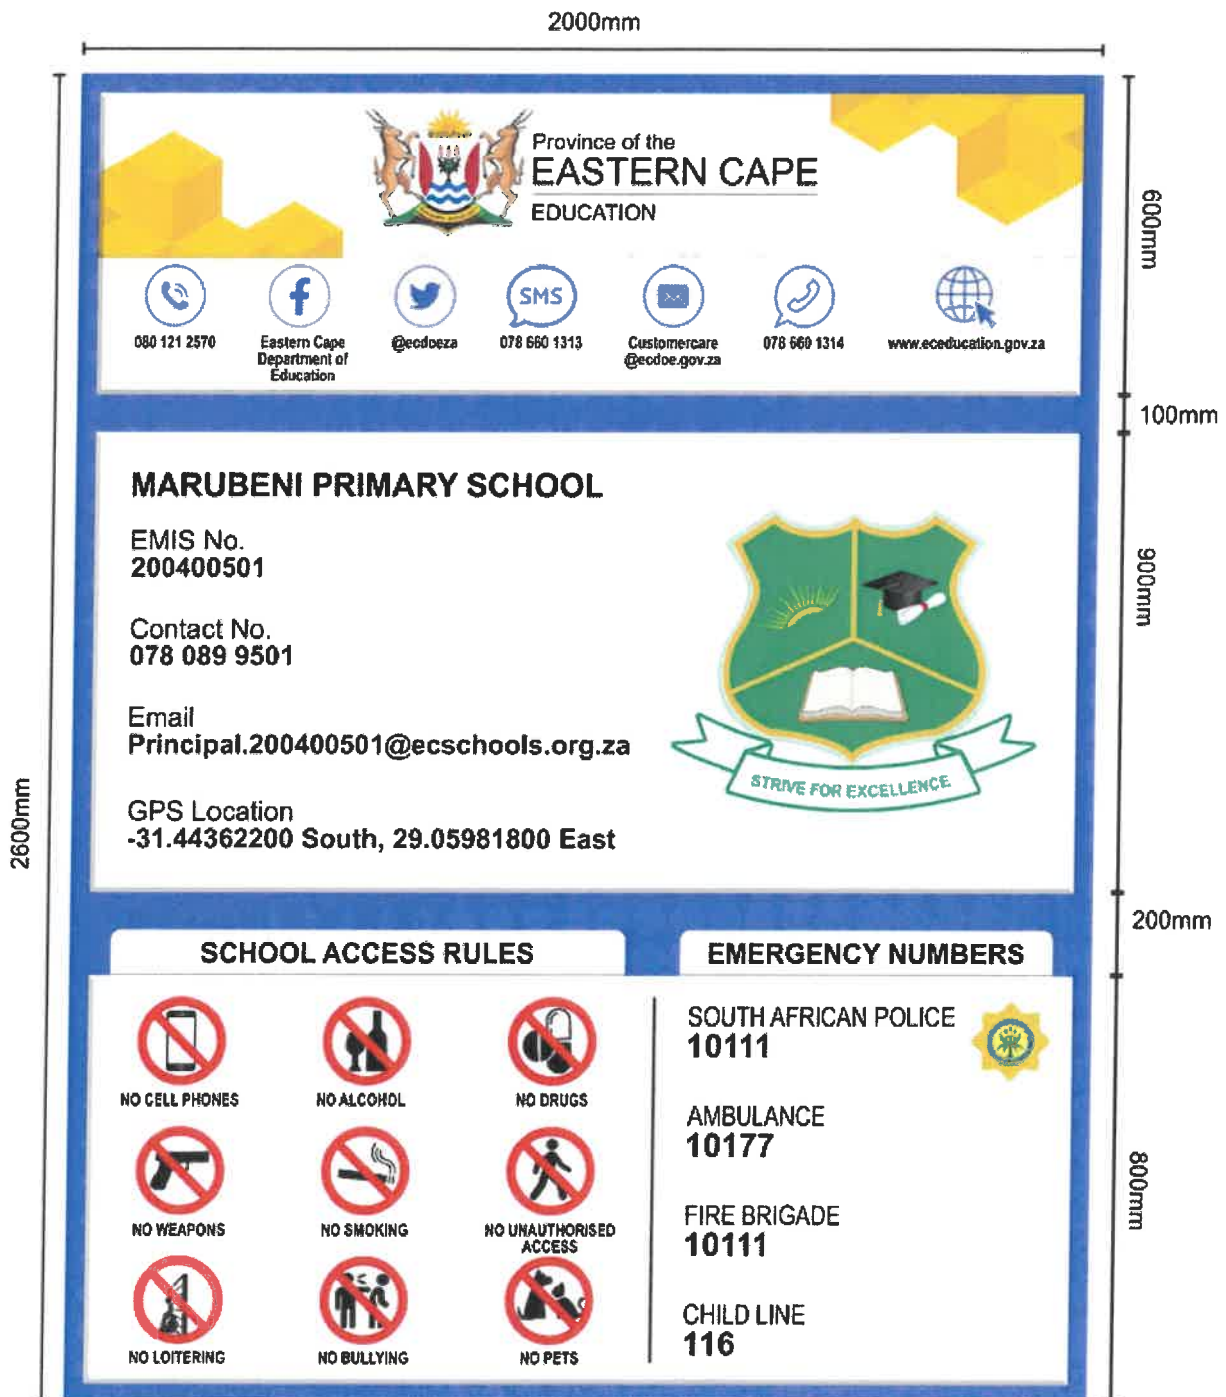 2000mm
Province of the
EASTERN CAPE
EDUCATION
600mm
080 121 2570
Eastern Cape
Department of
Education
@ecdoeza
SMS
078 660 1313
Customercare
@ecdoe.gov.za
078 660 1314
www.eceducation.gov.za
100mm
MARUBENI PRIMARY SCHOOL
EMIS No.
200400501
Contact No.
078 089 9501
Email
Principal.200400501@ecschools.org.za
GPS Location
-31.44362200 South, 29.05981800 East
STRIVE FOR EXCELLENCE
900mm
2600mm
200mm
SCHOOL ACCESS RULES
NO CELL PHONES
NO ALCOHOL
NO DRUGS
NO WEAPONS
NO SMOKING
NO UNAUTHORISED
ACCESS
NO LOITERING
NO BULLYING
NO PETS
EMERGENCY NUMBERS
SOUTH AFRICAN POLICE
10111
AMBULANCE
10177
FIRE BRIGADE
10111
CHILD LINE
116
800mm